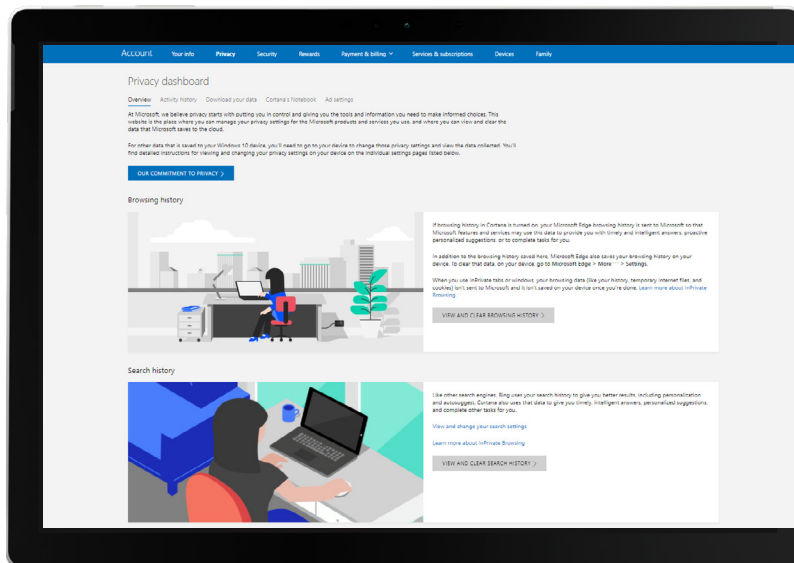 Account Your info Privacy Security Rewards Payment & billing Services & subscriptions Devices Family
Privacy dashboard
Overview Activity history Download your data Cortana's Notebook Ad settings
At Microsoft, we believe privacy starts with putting you in control and giving you the tools and information you need to make informed choices. This
website is the place where you can manage your privacy settings for the Microsoft products and services you use, and where you can view and clear the
data that Microsoft saves to the cloud.
For other data that is saved to your Windows 10 device, you'll need to go to your device to change those privacy settings and view the data collected. You'll
find detailed instructions for viewing and changing your privacy settings on your device on the individual settings pages listed below.
OUR COMMITMENT TO PRIVACY >
Browsing history
If browsing history in Cortana is turned on, your Microsoft Edge browsing history is sent to Microsoft so that
Microsoft features and services may use this data to provide you with timely and intelligent answers, proactive
personalized suggestions, or to complete tasks for you.
In addition to the browsing history saved here, Microsoft Edge also saves your browsing history on your
device. To clear that data, on your device, go to Microsoft Edge > More "···" > Settings.
When you use InPrivate tabs or windows, your browsing data (like your history, temporary internet files, and
cookies) isn't sent to Microsoft and it isn't saved on your device once you're done. Learn more about InPrivate
Browsing.
VIEW AND CLEAR BROWSING HISTORY >
Search history
Like other search engines, Bing uses your search history to give you better results, including personalization
and autosuggest. Cortana also uses that data to give you timely, intelligent answers, personalized suggestions,
and complete other tasks for you.
View and change your search settings
Learn more about InPrivate Browsing
VIEW AND CLEAR SEARCH HISTORY >